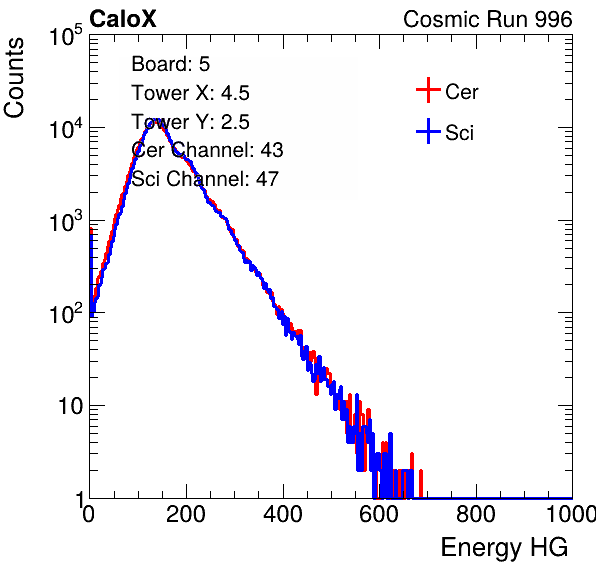 CaloX Cosmic Run 996
Counts
Board: 5
Tower X: 4.5
Tower Y: 2.5
Cer Channel: 43
Sci Channel: 47
Cer
Sci
10^5
10^4
10^3
10^2
10
1
0 200 400 600 800 1000
Energy HG